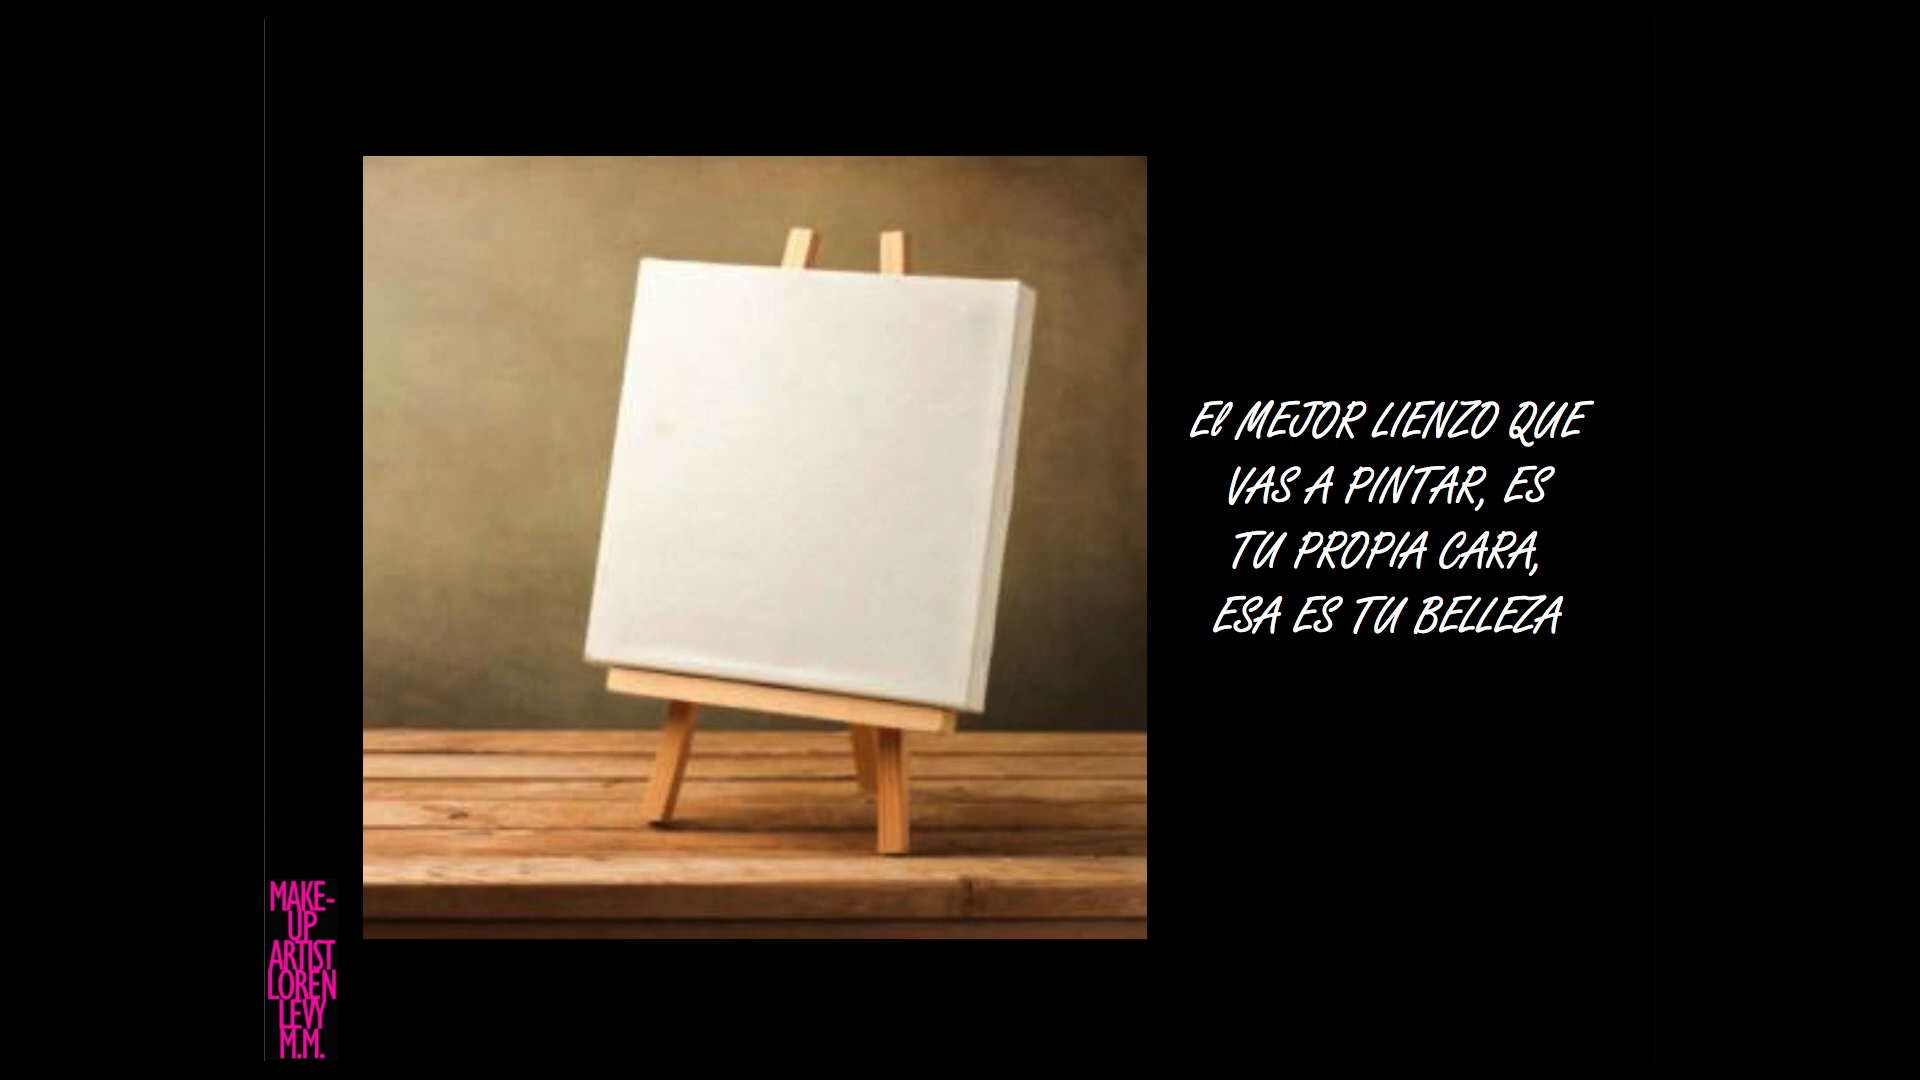 El MEJOR LIENZO QUE
VAS A PINTAR, ES
TU PROPIA CARA,
ESA ES TU BELLEZA
MAKE-
UP
ARTIST
LOREN
LEVY
M.M.